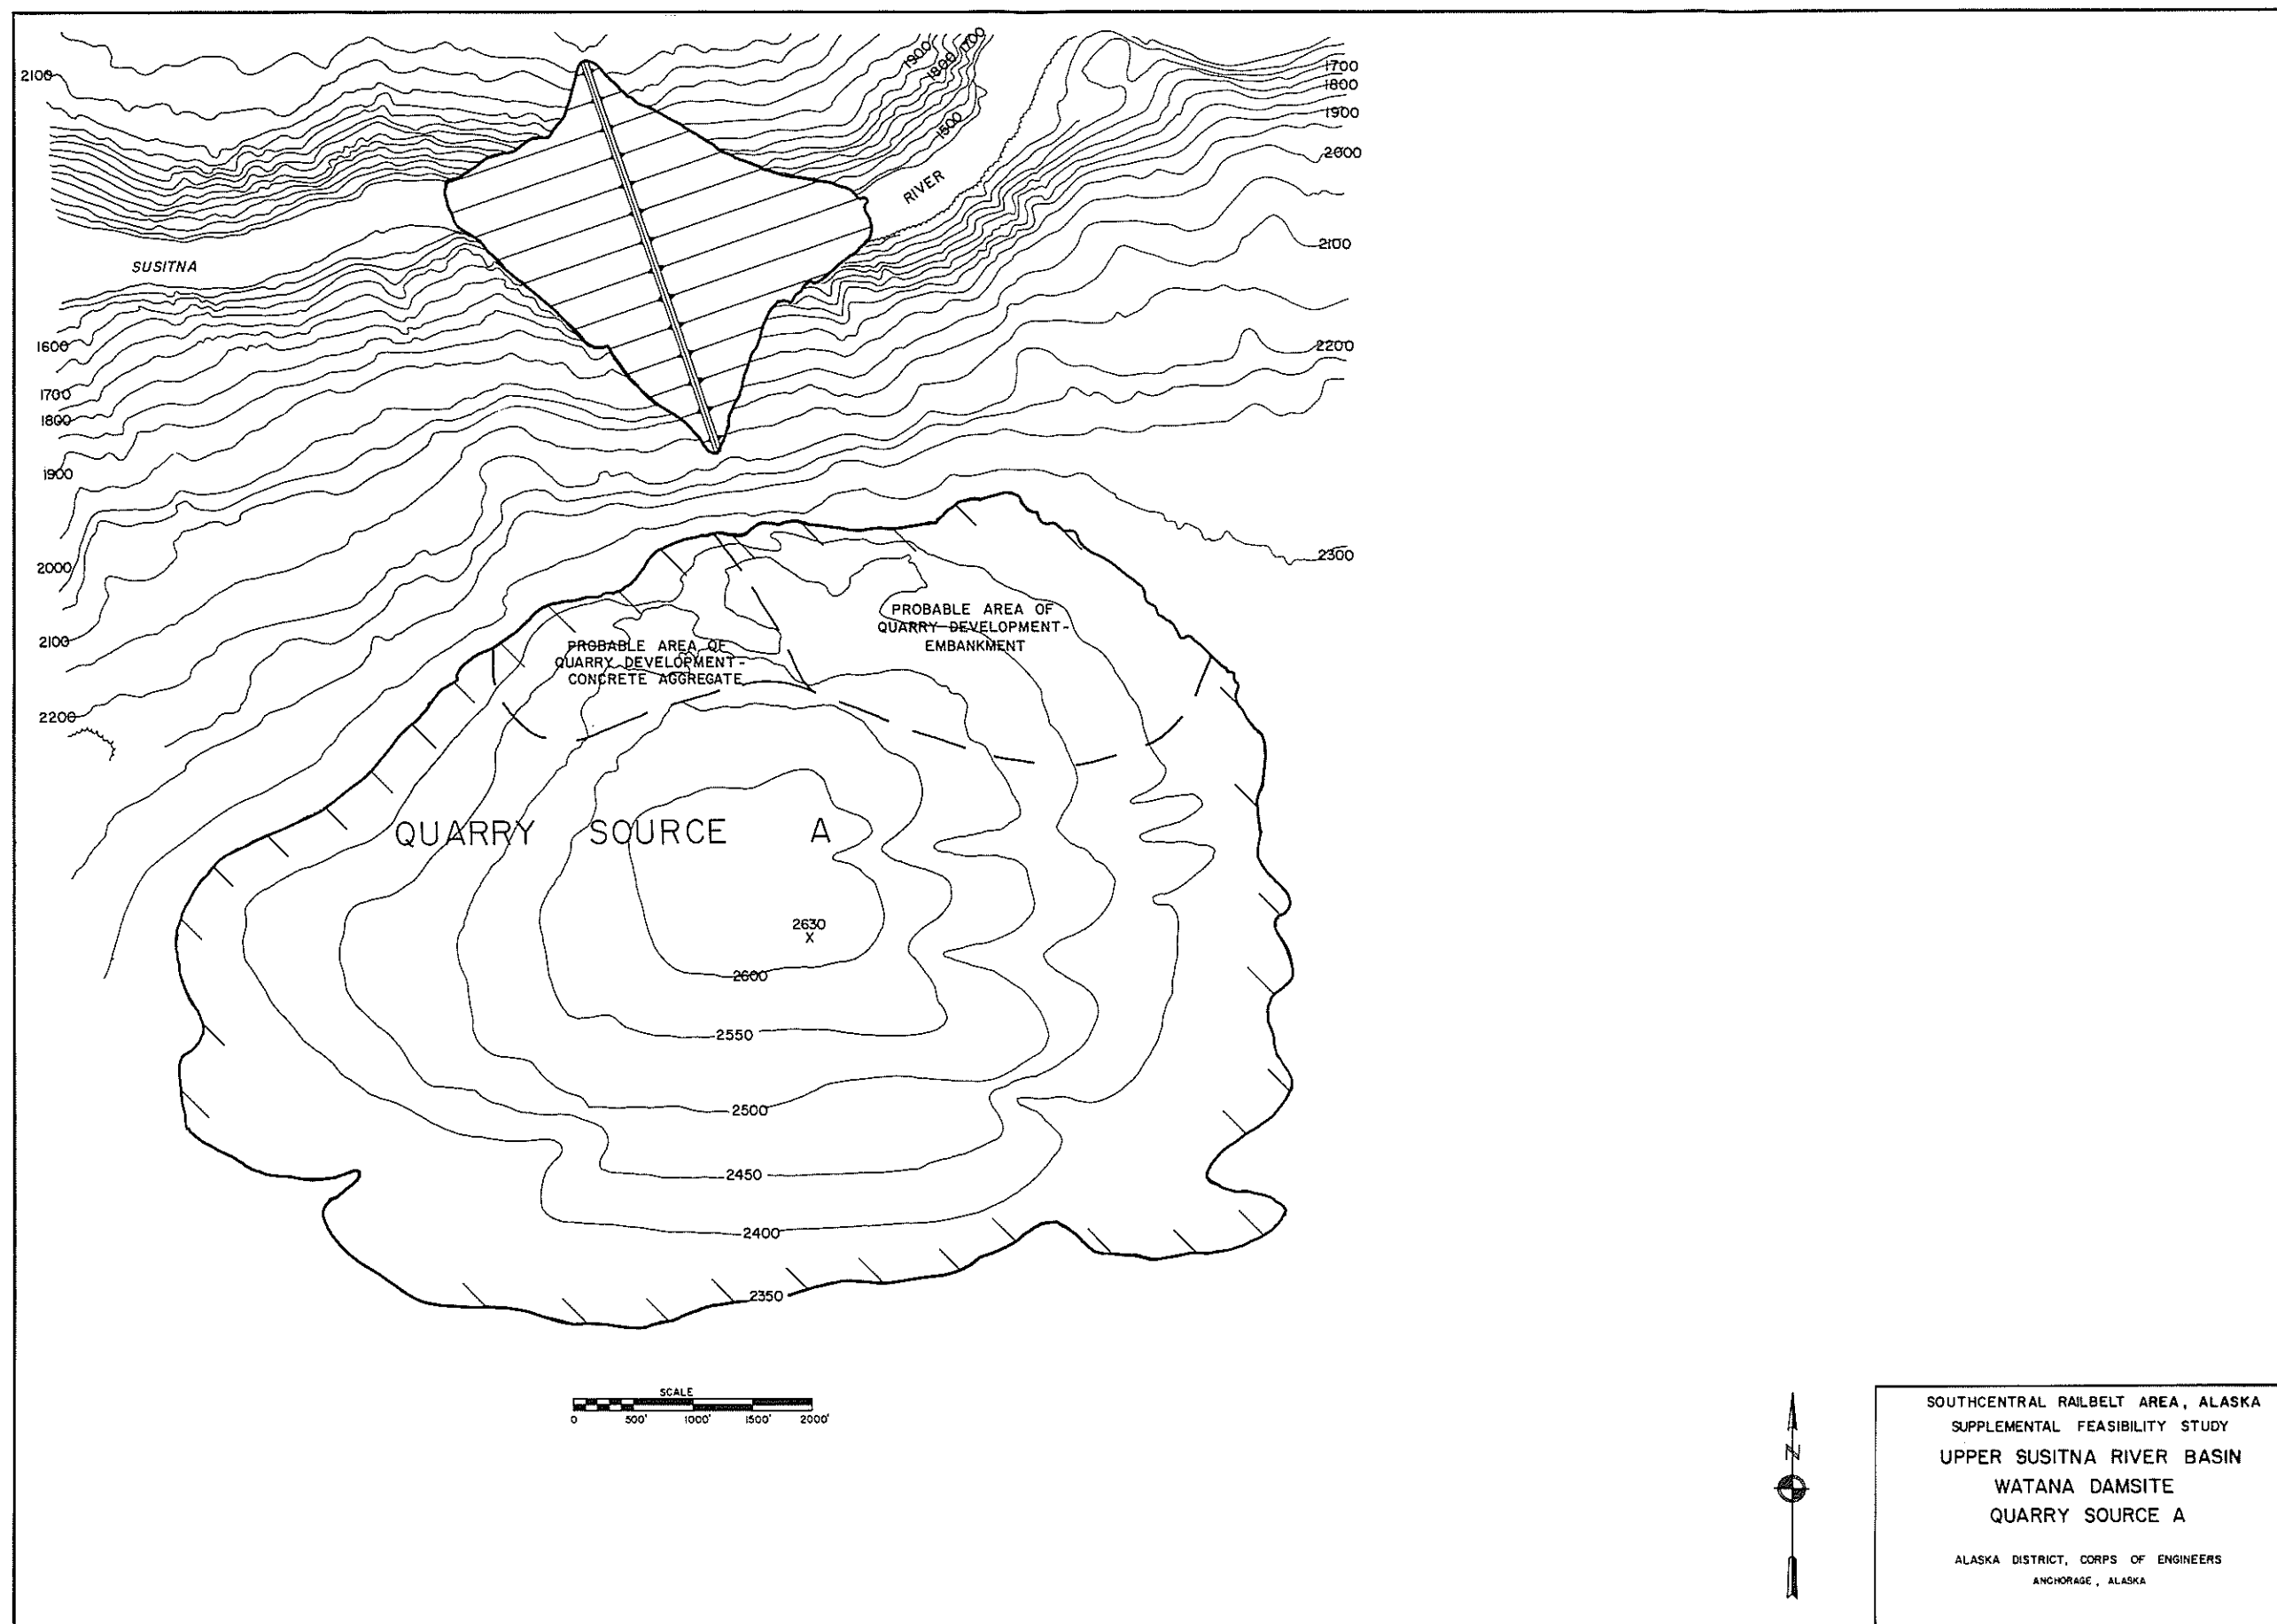 2100
1900
1800
1700
1500
RIVER
SUSITNA
1700
1800
1900
2000
2100
2200
2300
1600
1700
1800
1900
2000
2100
2200
PROBABLE AREA OF
QUARRY DEVELOPMENT-
EMBANKMENT
PROBABLE AREA OF
QUARRY DEVELOPMENT-
CONCRETE AGGREGATE
QUARRY SOURCE A
2630
X
2600
2550
2500
2450
2400
2350
SCALE
0 500' 1000' 1500' 2000'
N
SOUTHCENTRAL RAILBELT AREA, ALASKA
SUPPLEMENTAL FEASIBILITY STUDY
UPPER SUSITNA RIVER BASIN
WATANA DAMSITE
QUARRY SOURCE A
ALASKA DISTRICT, CORPS OF ENGINEERS
ANCHORAGE, ALASKA